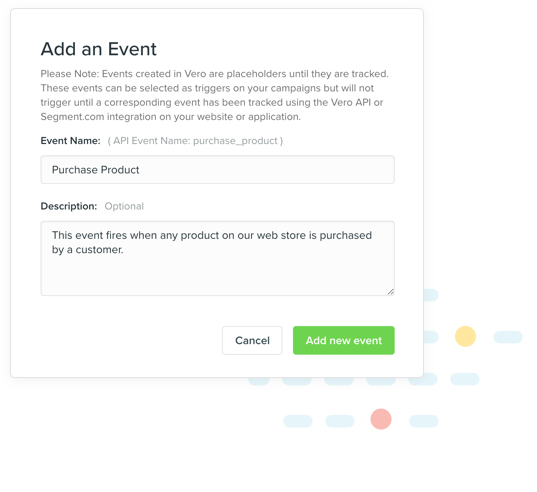 Add an Event
Please Note: Events created in Vero are placeholders until they are tracked.
These events can be selected as triggers on your campaigns but will not
trigger until a corresponding event has been tracked using the Vero API or
Segment.com integration on your website or application.
Event Name: ( API Event Name: purchase_product )
Purchase Product
Description: Optional
This event fires when any product on our web store is purchased
by a customer.
Cancel Add new event